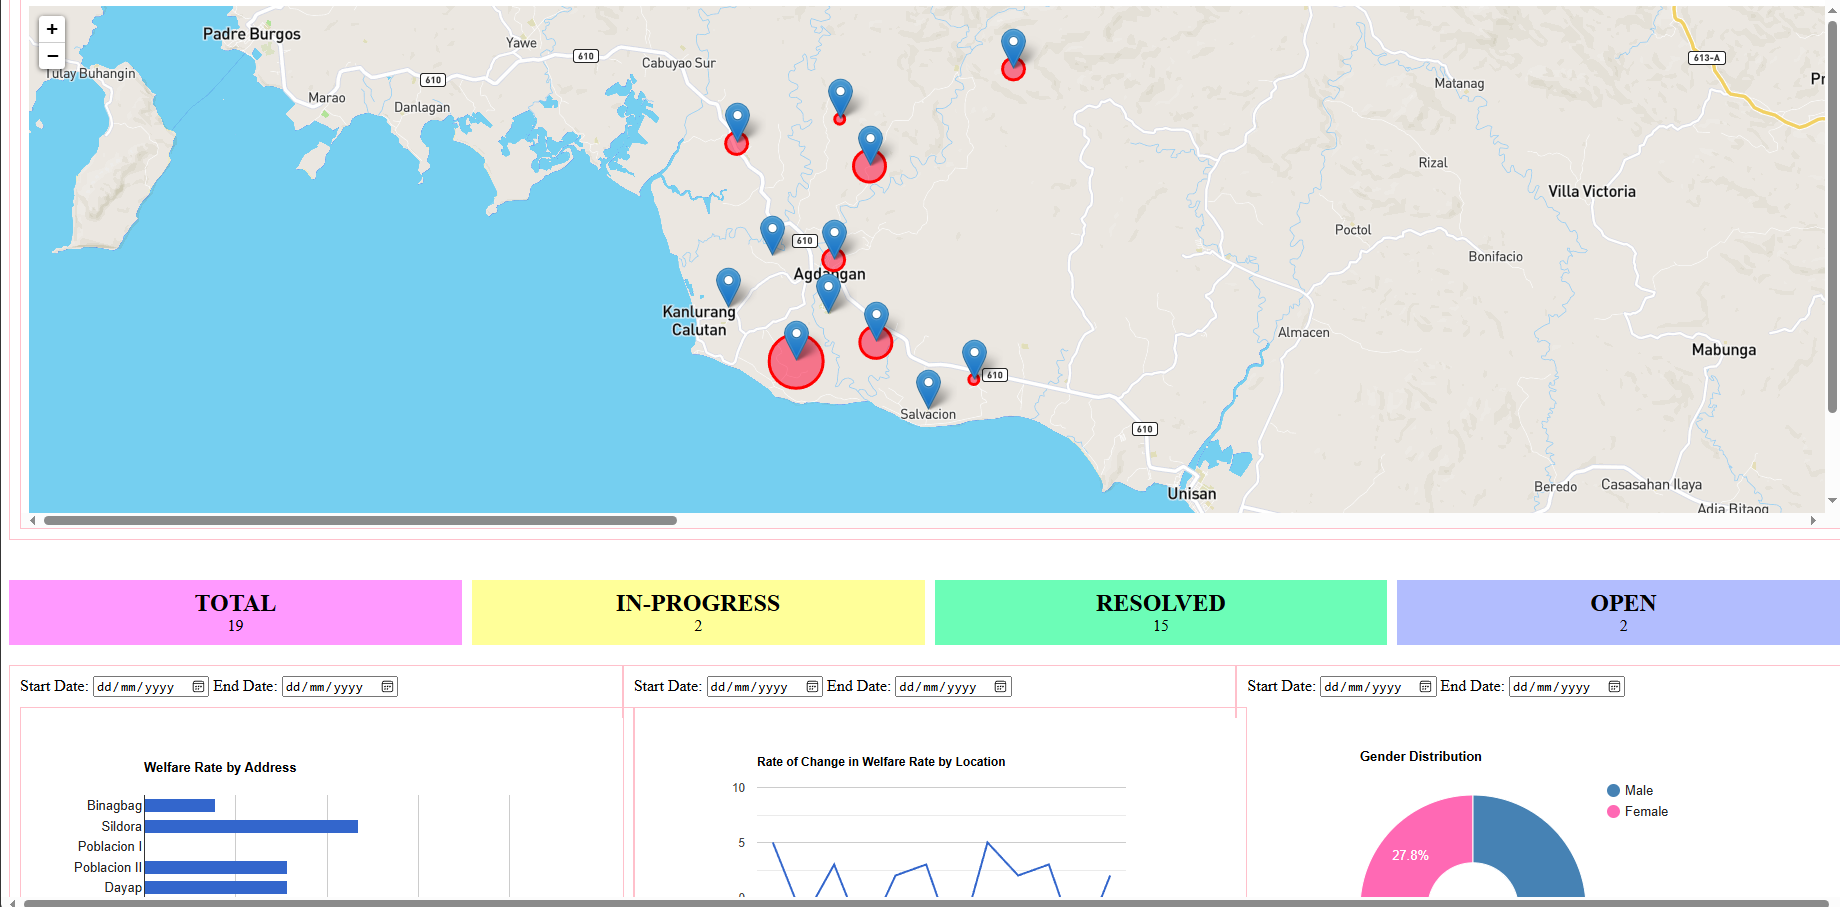 +
−
Padre Burgos
Yawe
610
Cabuyao Sur
613-A
Tulay Buhangin
610
Matanag
Marao
Danlagan
Rizal
Villa Victoria
Poctol
610
Bonifacio
Agdangan
Kanlurang
Calutan
Almacen
Mabunga
610
Salvacion
610
Unisan
Beredo
Casasahan Ilaya
Adia Bitaog
TOTAL
19
IN-PROGRESS
2
RESOLVED
15
OPEN
2
Start Date: dd/mm/yyyy End Date: dd/mm/yyyy
Start Date: dd/mm/yyyy End Date: dd/mm/yyyy
Start Date: dd/mm/yyyy End Date: dd/mm/yyyy
Welfare Rate by Address
Binagbag
Sildora
Poblacion I
Poblacion II
Dayap
Rate of Change in Welfare Rate by Location
10
5
0
Gender Distribution
Male
Female
27.8%